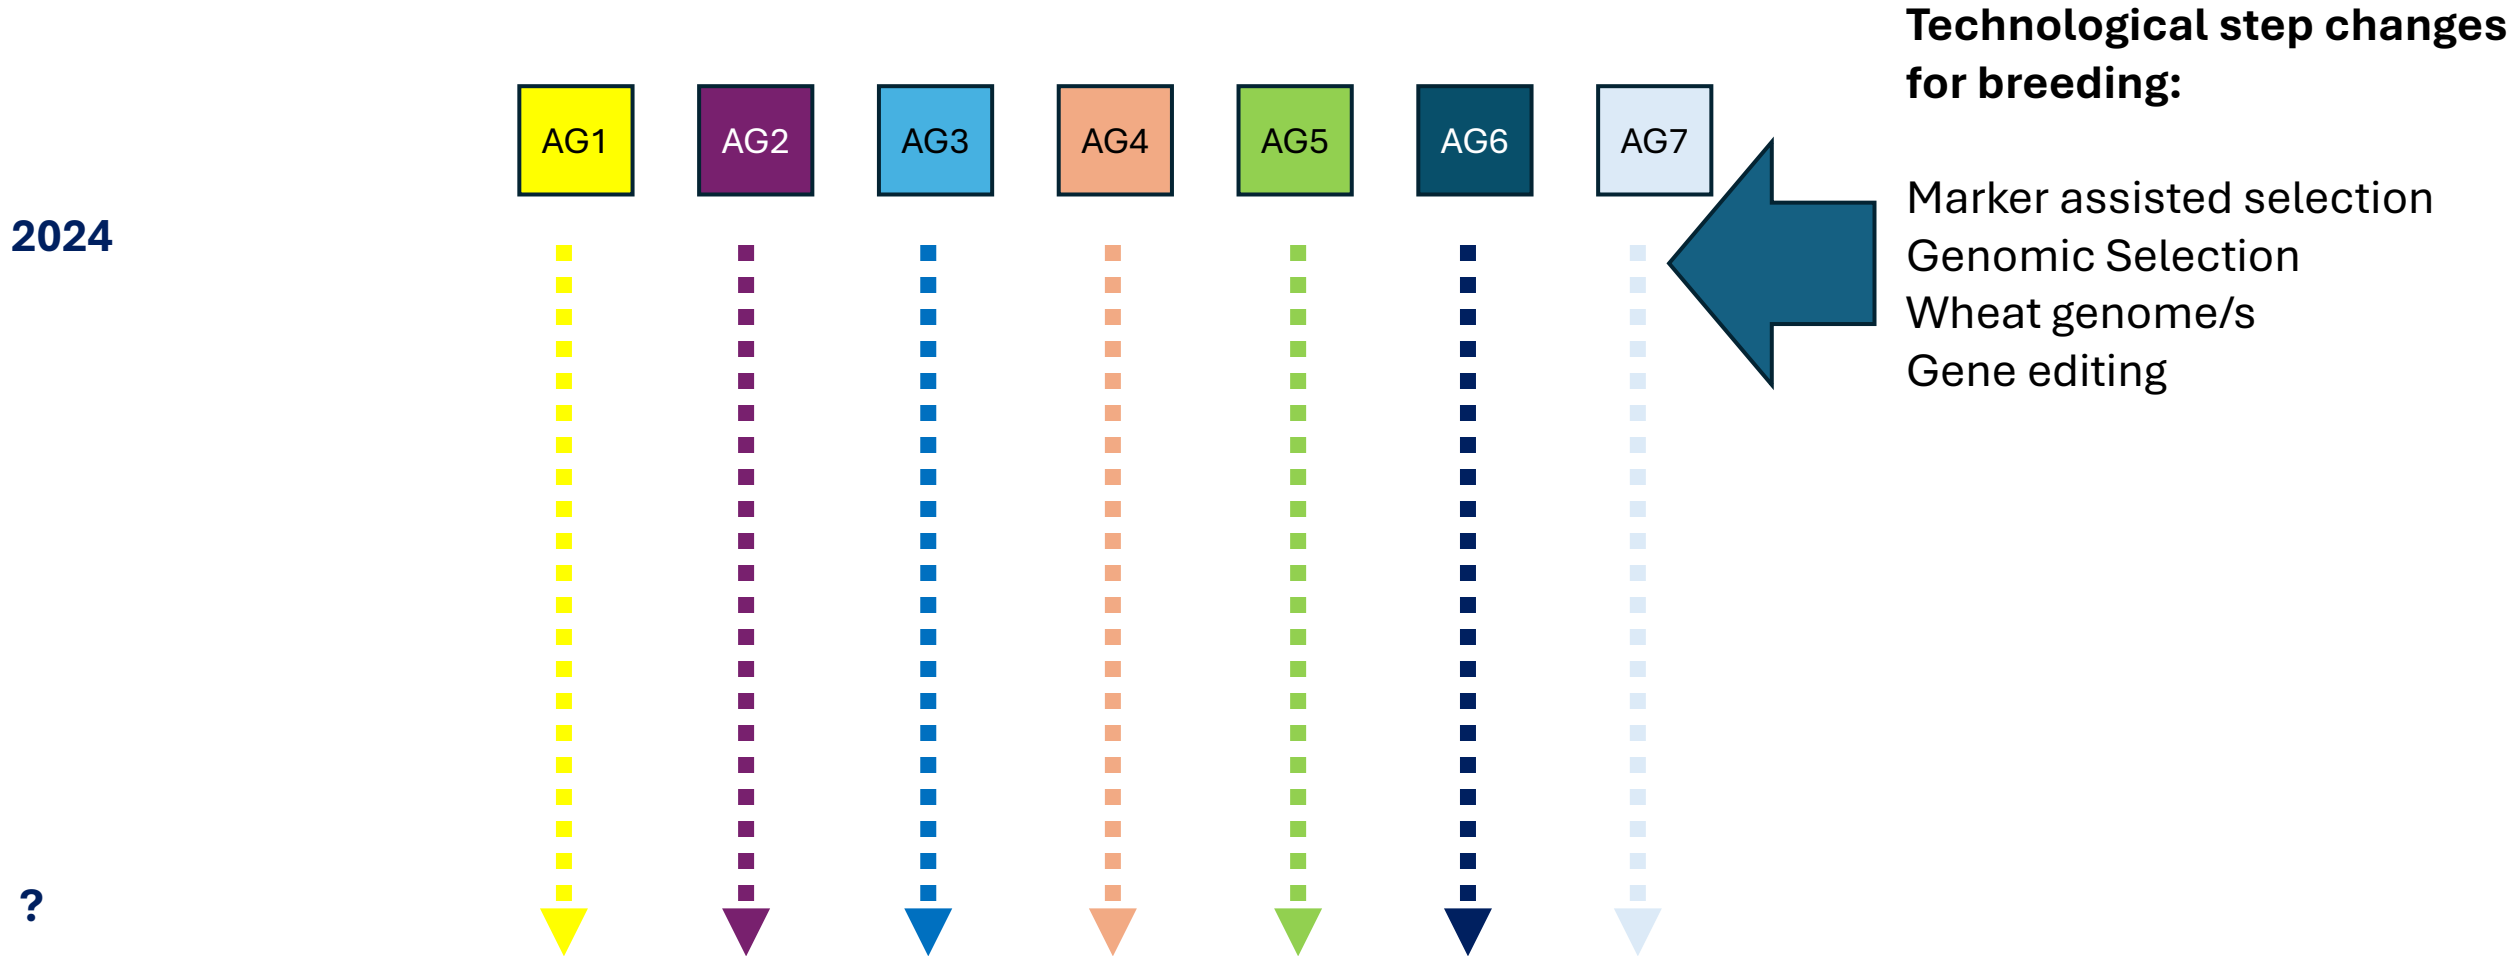 Technological step changes
for breeding:
AG1
AG2
AG3
AG4
AG5
AG6
AG7
Marker assisted selection
2024
Genomic Selection
Wheat genome/s
Gene editing
?